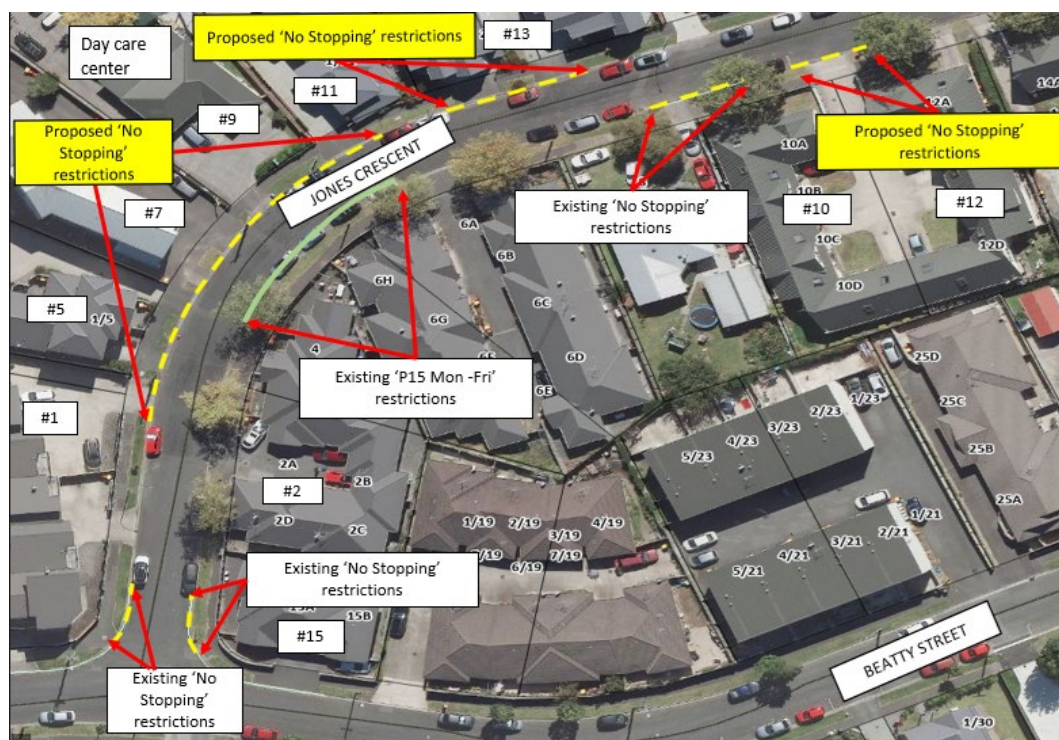 Day care
center
Proposed 'No Stopping' restrictions
#13
#11
#9
Proposed 'No
Stopping'
restrictions
#7
JONES CRESCENT
Existing 'No Stopping'
restrictions
Proposed 'No Stopping'
restrictions
14A
12A
10A
10B
#10
#12
10C
12D
10D
6A
6B
6H
6C
6G
6D
6E
#5
1/5
4
Existing 'P15 Mon -Fri'
restrictions
#1
2A
#2
2B
2D
2C
25D
25C
25B
25A
1/23
2/23
3/23
4/23
5/23
1/21
2/21
3/21
4/21
5/21
1/19
2/19
3/19
4/19
7/19
6/19
Existing 'No Stopping'
restrictions
15B
#15
Existing 'No
Stopping'
restrictions
BEATTY STREET
1/30